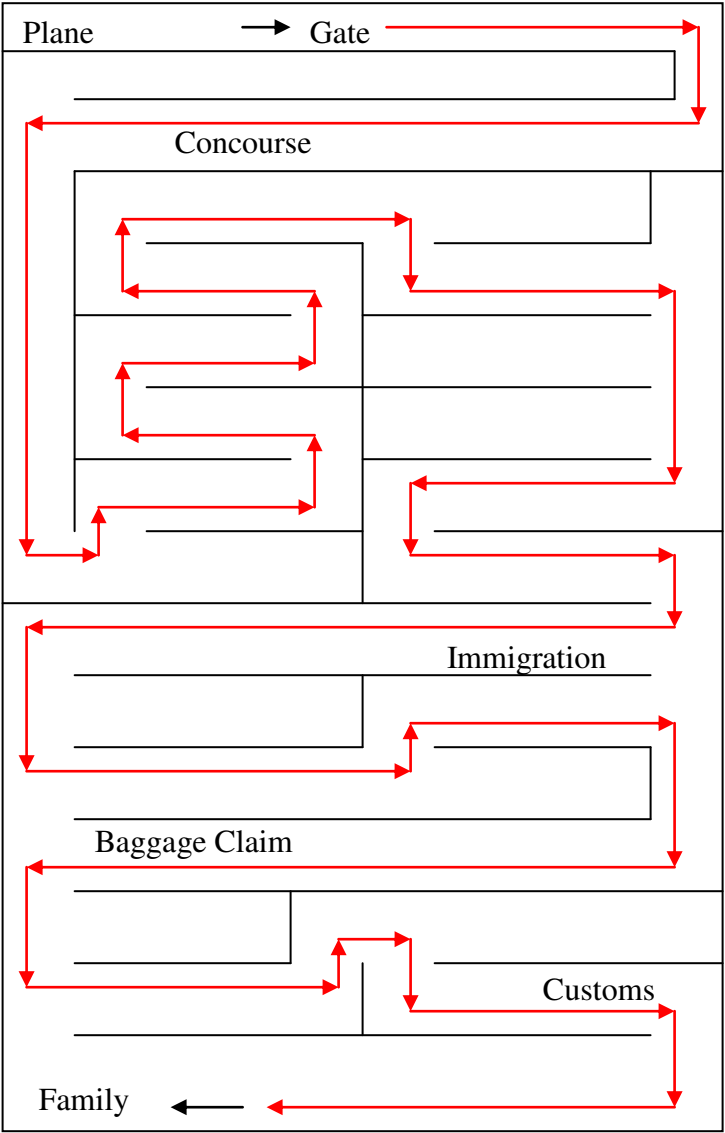 Plane Gate
Concourse
Immigration
Baggage Claim
Customs
Family